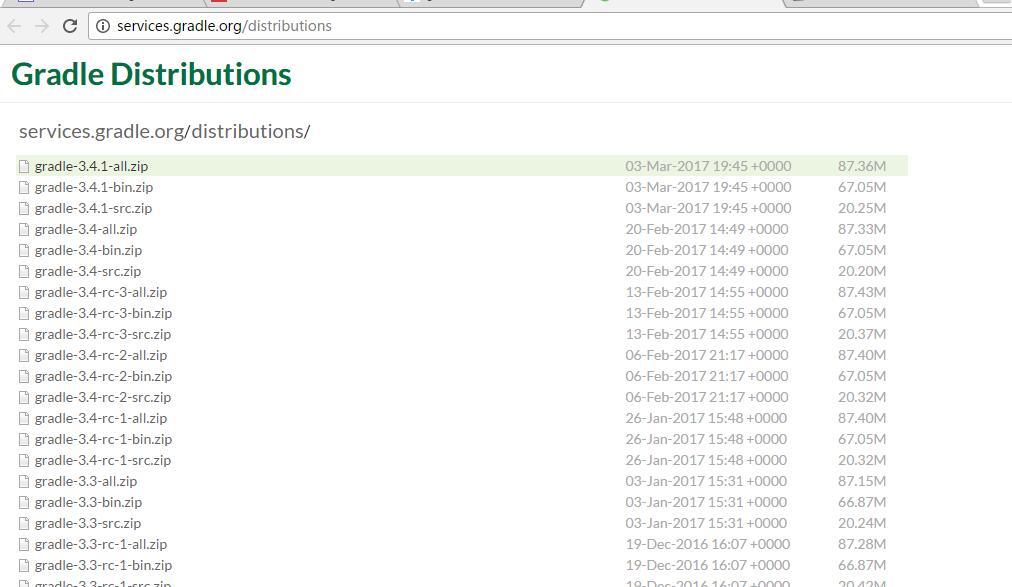 services.gradle.org/distributions
Gradle Distributions
services.gradle.org/distributions/
gradle-3.4.1-all.zip 03-Mar-2017 19:45 +0000 87.36M
gradle-3.4.1-bin.zip 03-Mar-2017 19:45 +0000 67.05M
gradle-3.4.1-src.zip 03-Mar-2017 19:45 +0000 20.25M
gradle-3.4-all.zip 20-Feb-2017 14:49 +0000 87.33M
gradle-3.4-bin.zip 20-Feb-2017 14:49 +0000 67.05M
gradle-3.4-src.zip 20-Feb-2017 14:49 +0000 20.20M
gradle-3.4-rc-3-all.zip 13-Feb-2017 14:55 +0000 87.43M
gradle-3.4-rc-3-bin.zip 13-Feb-2017 14:55 +0000 67.05M
gradle-3.4-rc-3-src.zip 13-Feb-2017 14:55 +0000 20.37M
gradle-3.4-rc-2-all.zip 06-Feb-2017 21:17 +0000 87.40M
gradle-3.4-rc-2-bin.zip 06-Feb-2017 21:17 +0000 67.05M
gradle-3.4-rc-2-src.zip 06-Feb-2017 21:17 +0000 20.32M
gradle-3.4-rc-1-all.zip 26-Jan-2017 15:48 +0000 87.40M
gradle-3.4-rc-1-bin.zip 26-Jan-2017 15:48 +0000 67.05M
gradle-3.4-rc-1-src.zip 26-Jan-2017 15:48 +0000 20.32M
gradle-3.3-all.zip 03-Jan-2017 15:31 +0000 87.15M
gradle-3.3-bin.zip 03-Jan-2017 15:31 +0000 66.87M
gradle-3.3-src.zip 03-Jan-2017 15:31 +0000 20.24M
gradle-3.3-rc-1-all.zip 19-Dec-2016 16:07 +0000 87.28M
gradle-3.3-rc-1-bin.zip 19-Dec-2016 16:07 +0000 66.87M
gradle-3.3-rc-1-src.zip 19-Dec-2016 16:07 +0000 20.42M